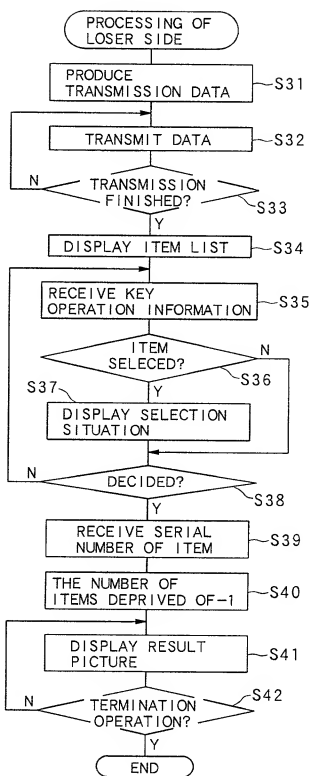 PROCESSING OF
LOSER SIDE
PRODUCE
TRANSMISSION DATA
S31
TRANSMIT DATA
S32
N
TRANSMISSION
FINISHED?
S33
Y
DISPLAY ITEM LIST
S34
RECEIVE KEY
OPERATION INFORMATION
S35
ITEM
SELECED?
N
S36
S37
Y
DISPLAY SELECTION
SITUATION
N
DECIDED?
S38
Y
RECEIVE SERIAL
NUMBER OF ITEM
S39
THE NUMBER OF
ITEMS DEPRIVED OF-1
S40
DISPLAY RESULT
PICTURE
S41
N
TERMINATION
OPERATION?
S42
Y
END